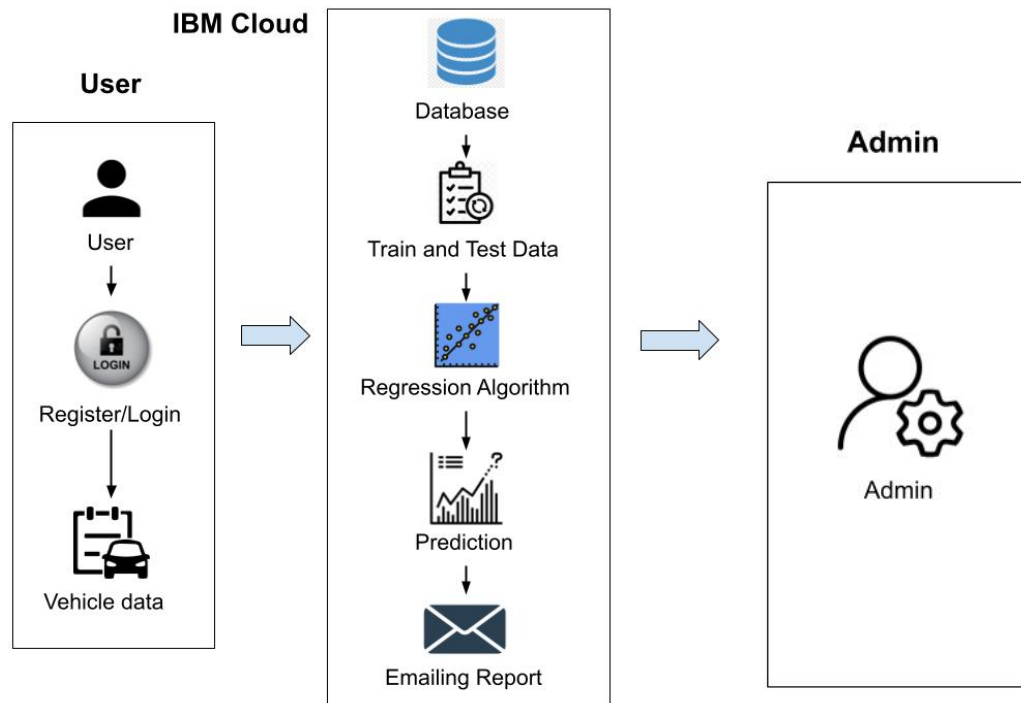 IBM Cloud
User
User
LOGIN
Register/Login
Vehicle data
Database
Train and Test Data
Regression Algorithm
?
Prediction
Emailing Report
Admin
Admin